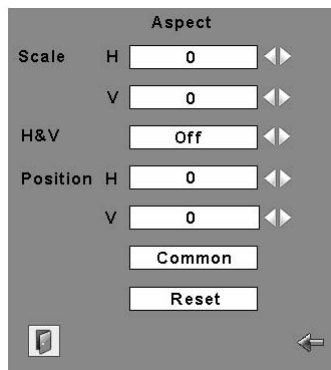 Aspect
Scale H 0
V 0
H&V Off
Position H 0
V 0
Common
Reset